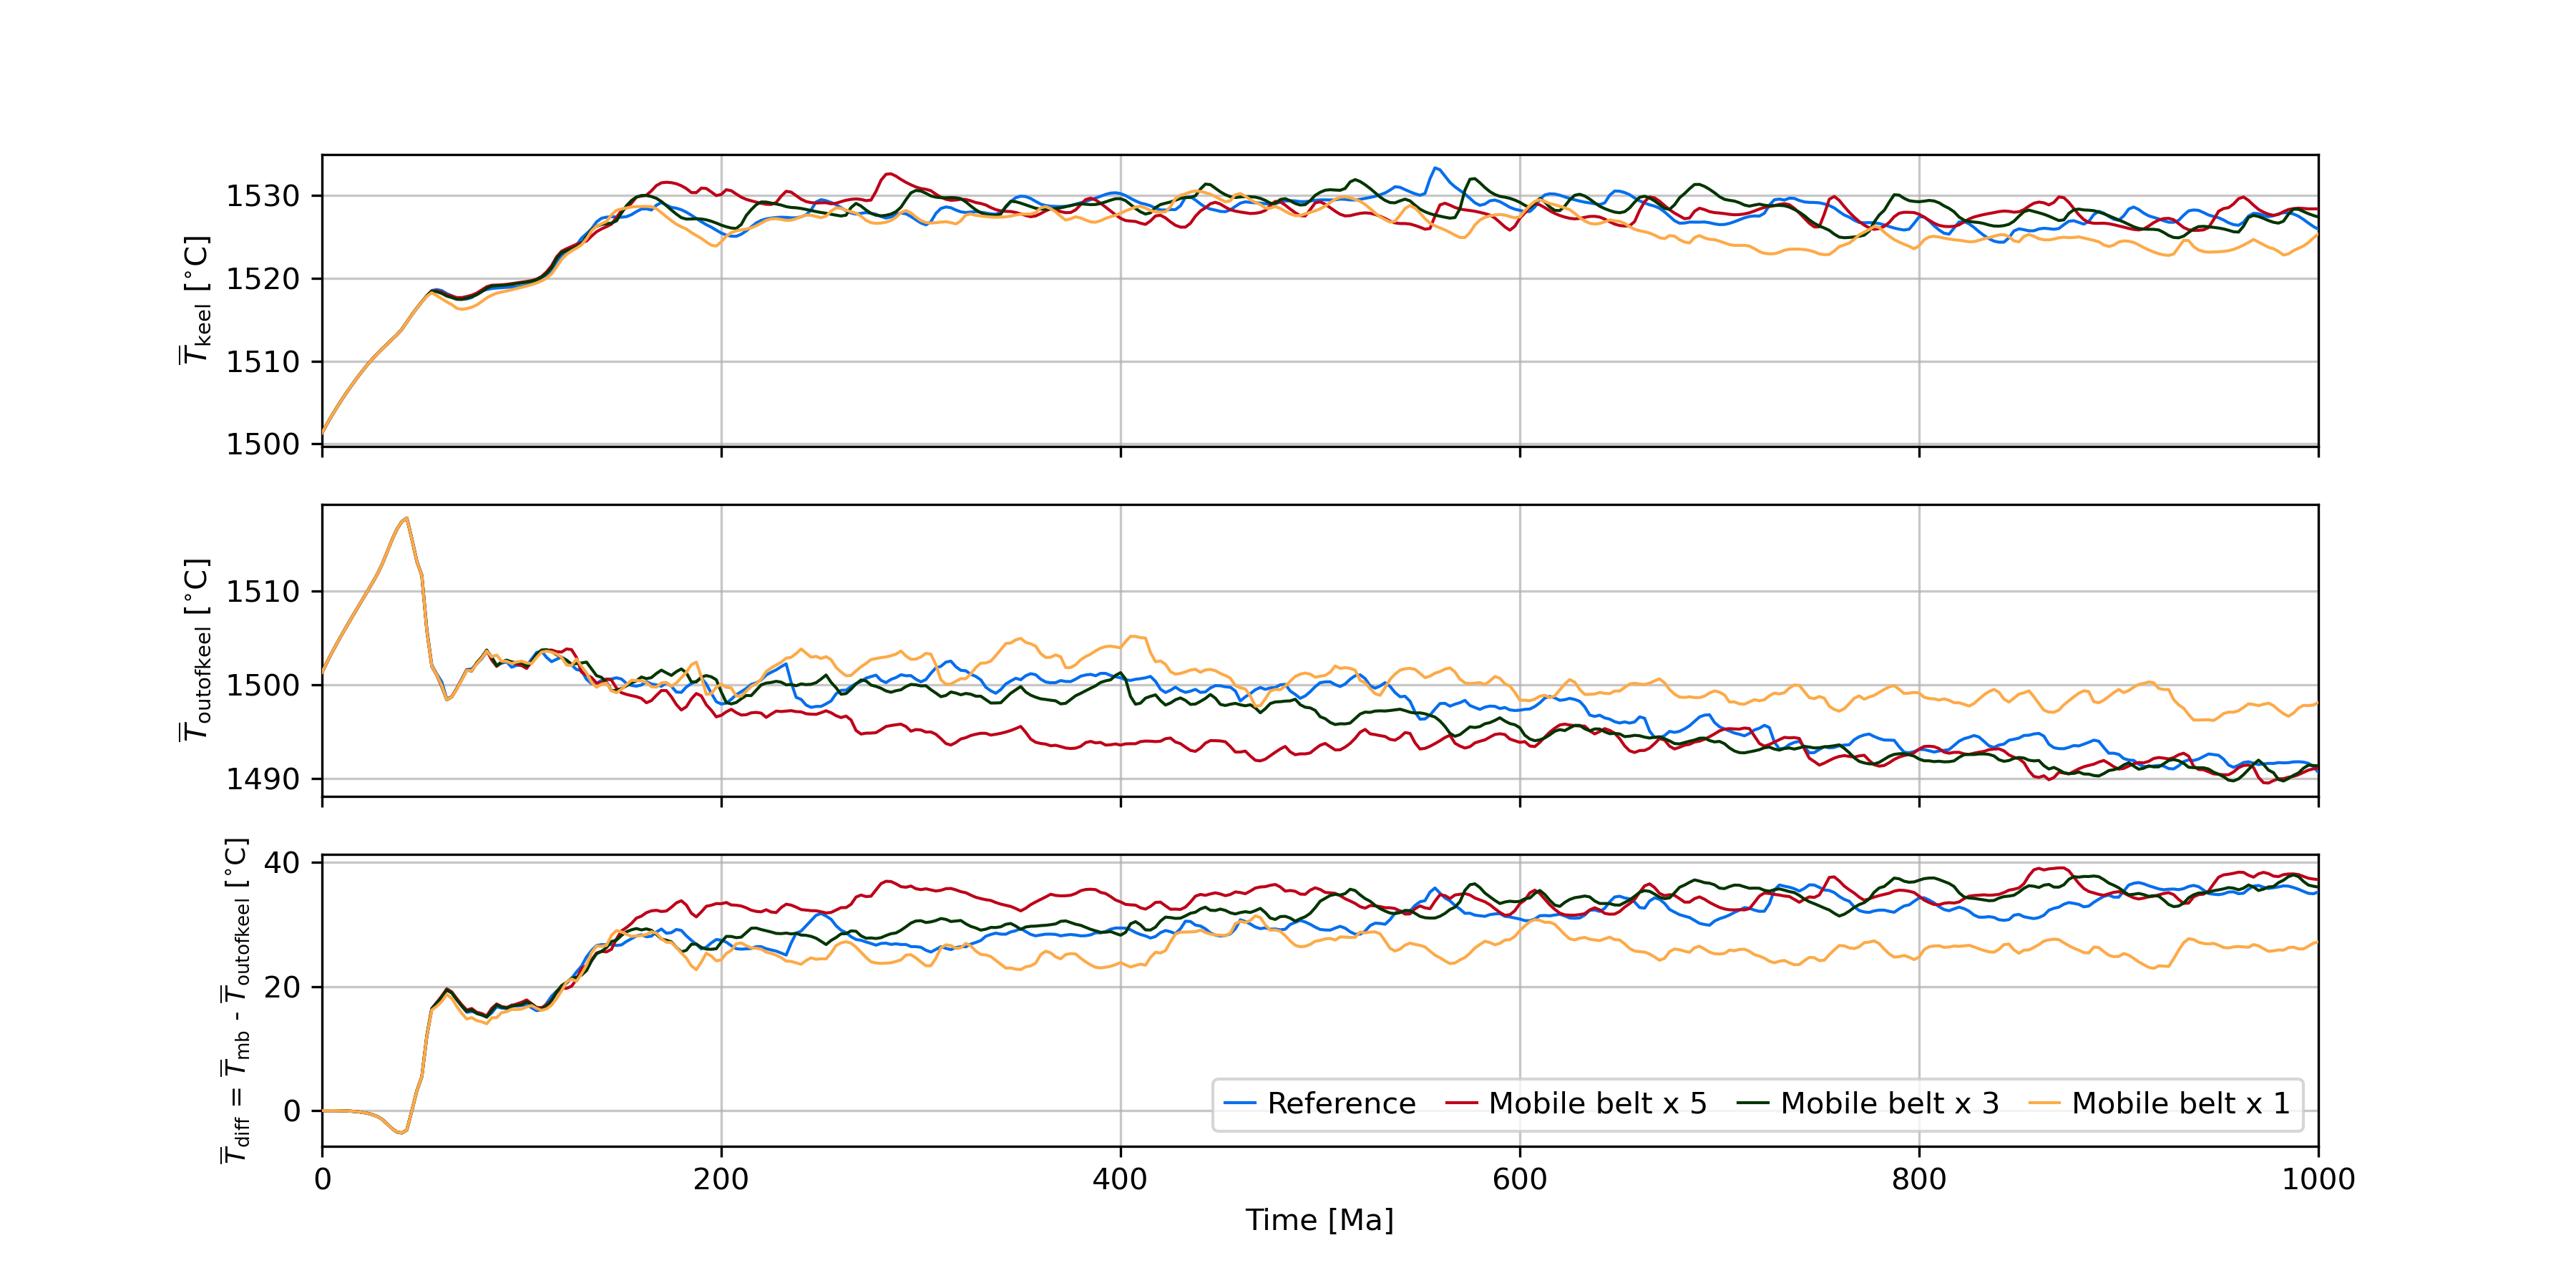 1530
1520
1510
1500
T̿keel [°C]
1510
1500
1490
T̿outofkeel [°C]
40
20
0
T̿diff = T̿mb - T̿outofkeel [°C]
Reference Mobile belt x 5 Mobile belt x 3 Mobile belt x 1
0 200 400 600 800 1000
Time [Ma]